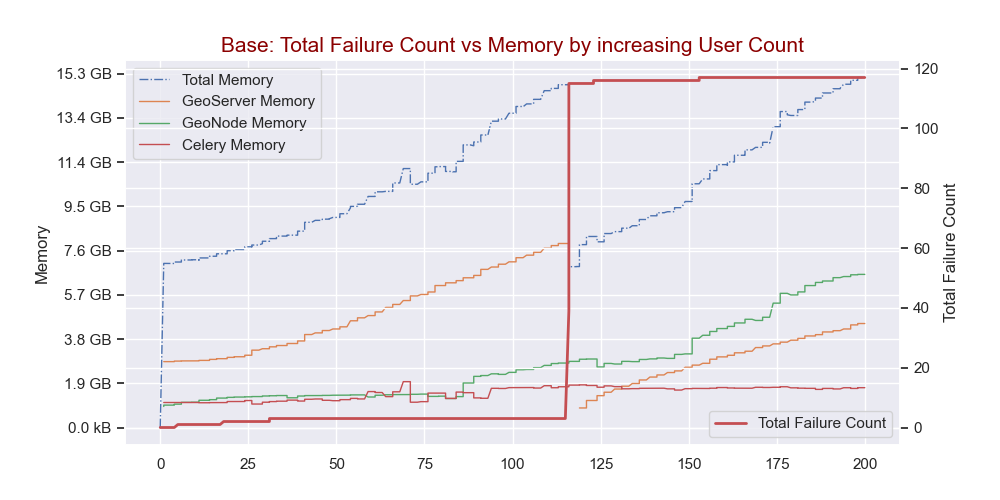 Base: Total Failure Count vs Memory by increasing User Count
15.3 GB
13.4 GB
11.4 GB
9.5 GB
7.6 GB
5.7 GB
3.8 GB
1.9 GB
0.0 kB
Memory
Total Memory
GeoServer Memory
GeoNode Memory
Celery Memory
120
100
80
60
40
20
0
Total Failure Count
Total Failure Count
0
25
50
75
100
125
150
175
200